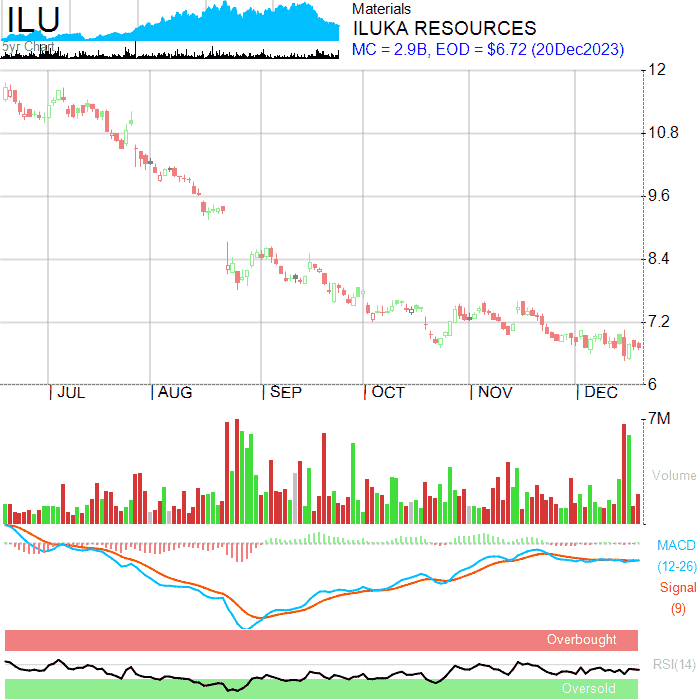 ILU
5yr Chart
Materials
ILUKA RESOURCES
MC = 2.9B, EOD = $6.72 (20Dec2023)
12
10.8
9.6
8.4
7.2
6
JUL AUG SEP OCT NOV DEC
7M
Volume
MACD
(12-26)
Signal
(9)
Overbought
RSI(14)
Oversold